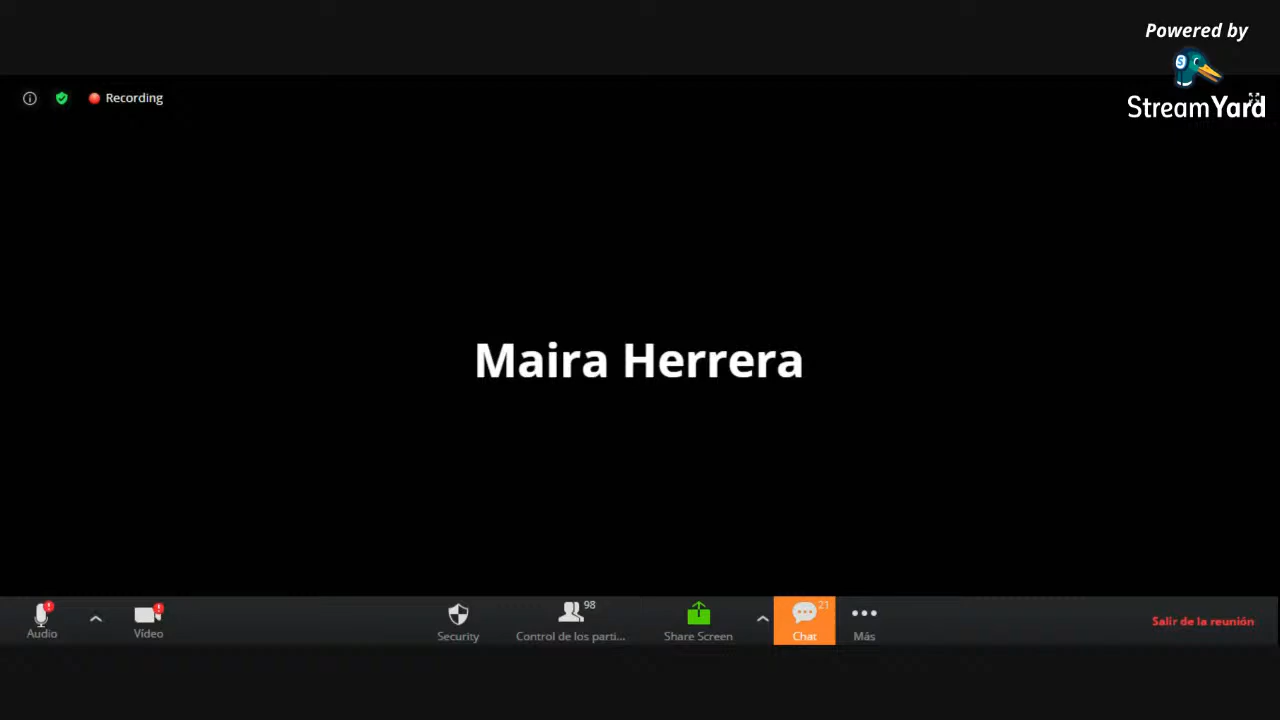 Powered by
S
StreamYard
Recording
Maira Herrera
98
21
Audio
Vídeo
Security
Control de los parti...
Share Screen
Chat
Más
Salir de la reunión